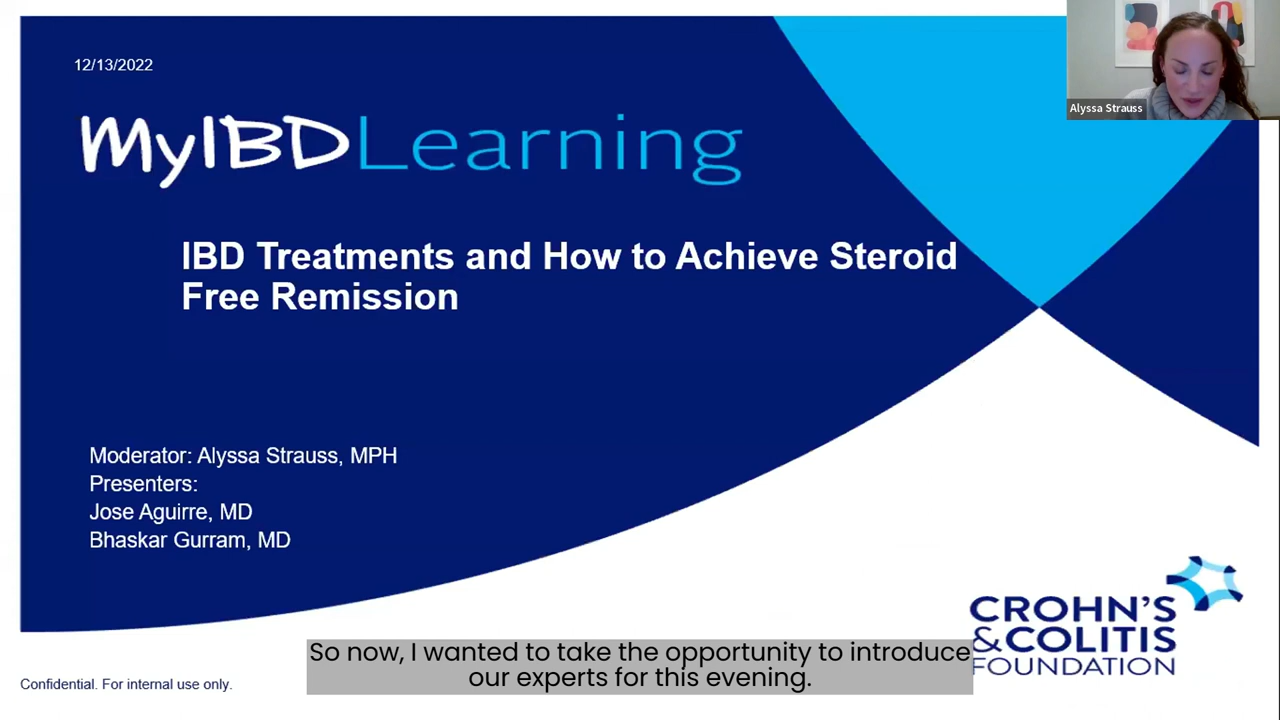 12/13/2022
Alyssa Strauss
MyIBDLearning
IBD Treatments and How to Achieve Steroid
Free Remission
Moderator: Alyssa Strauss, MPH
Presenters:
Jose Aguirre, MD
Bhaskar Gurram, MD
CROHN'S
&COLITIS
FOUNDATION
So now, I wanted to take the opportunity to introduce
our experts for this evening.
Confidential. For internal use only.